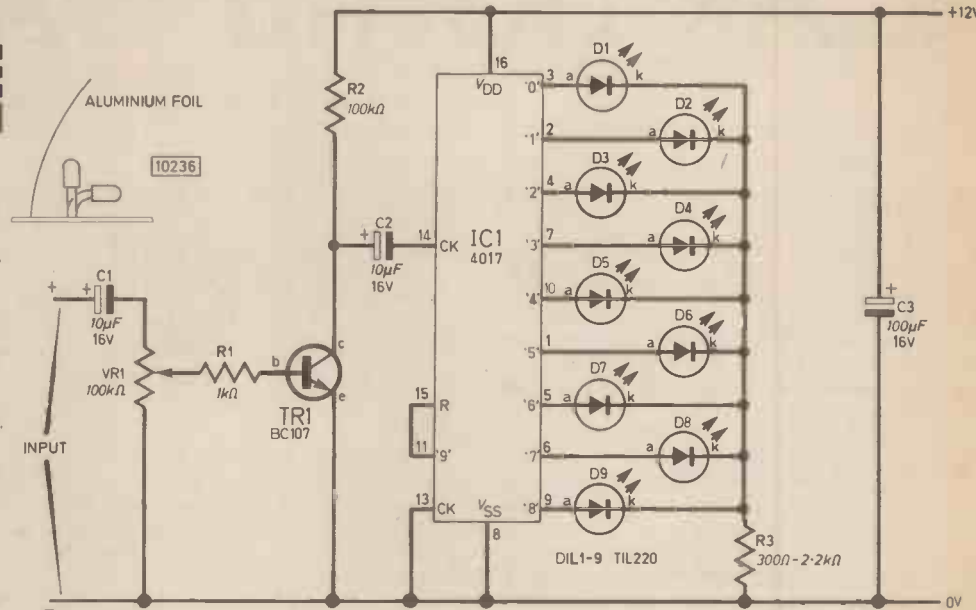 +12V
ALUMINIUM FOIL
10236
R2
100kΩ
16
VDD
IC1
4017
C2
+
10µF
16V
14
CK
15
R
11
'9'
13
CK
VSS
8
3
'0'
a
D1
k
2
'1'
a
D2
k
4
'2'
a
D3
k
7
'3'
a
D4
k
10
'4'
a
D5
k
1
'5'
a
D6
k
5
'6'
a
D7
k
6
'7'
a
D8
k
9
'8'
a
D9
k
DIL1-9 TIL220
R3
300Ω-2·2kΩ
+
C3
100µF
16V
+
+
C1
10µF
16V
VR1
100kΩ
R1
1kΩ
b
c
e
TR1
BC107
INPUT
0V